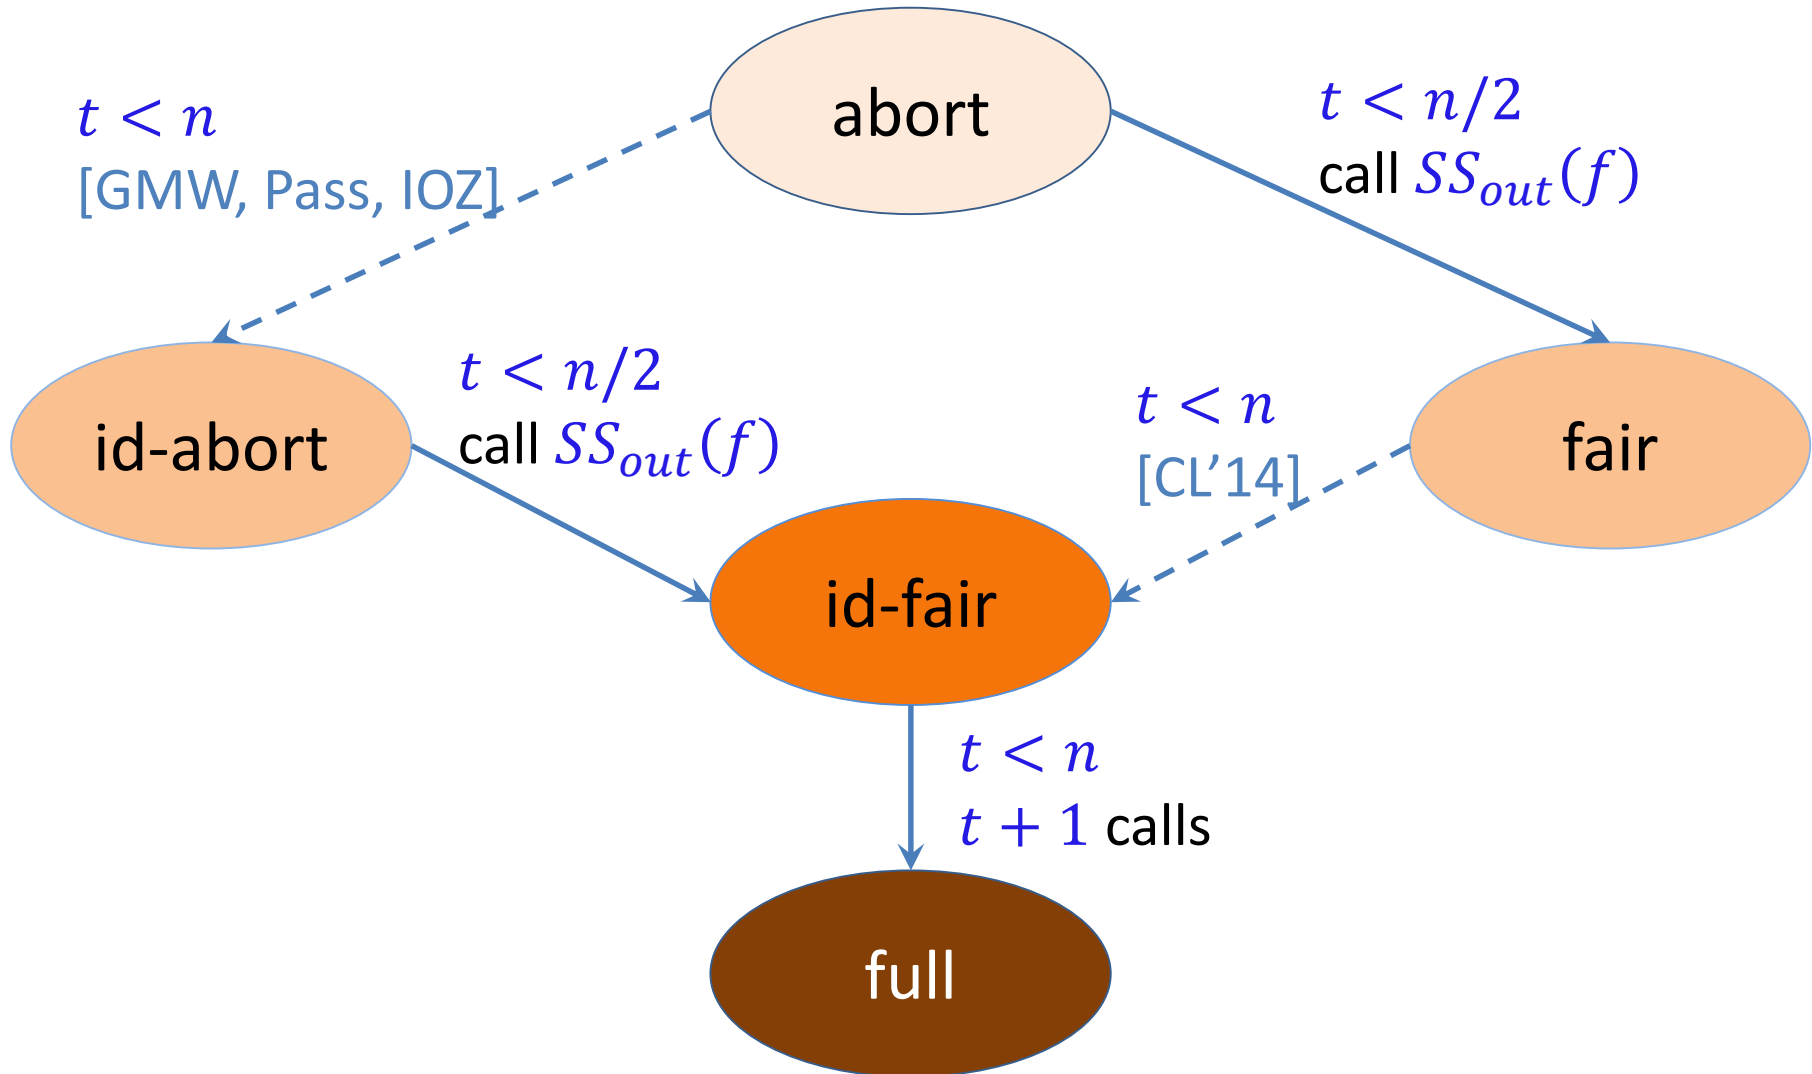 abort
t < n
[GMW, Pass, IOZ]
t < n/2
call SS_out(f)
id-abort
t < n/2
call SS_out(f)
t < n
[CL’14]
fair
id-fair
t < n
t + 1 calls
full